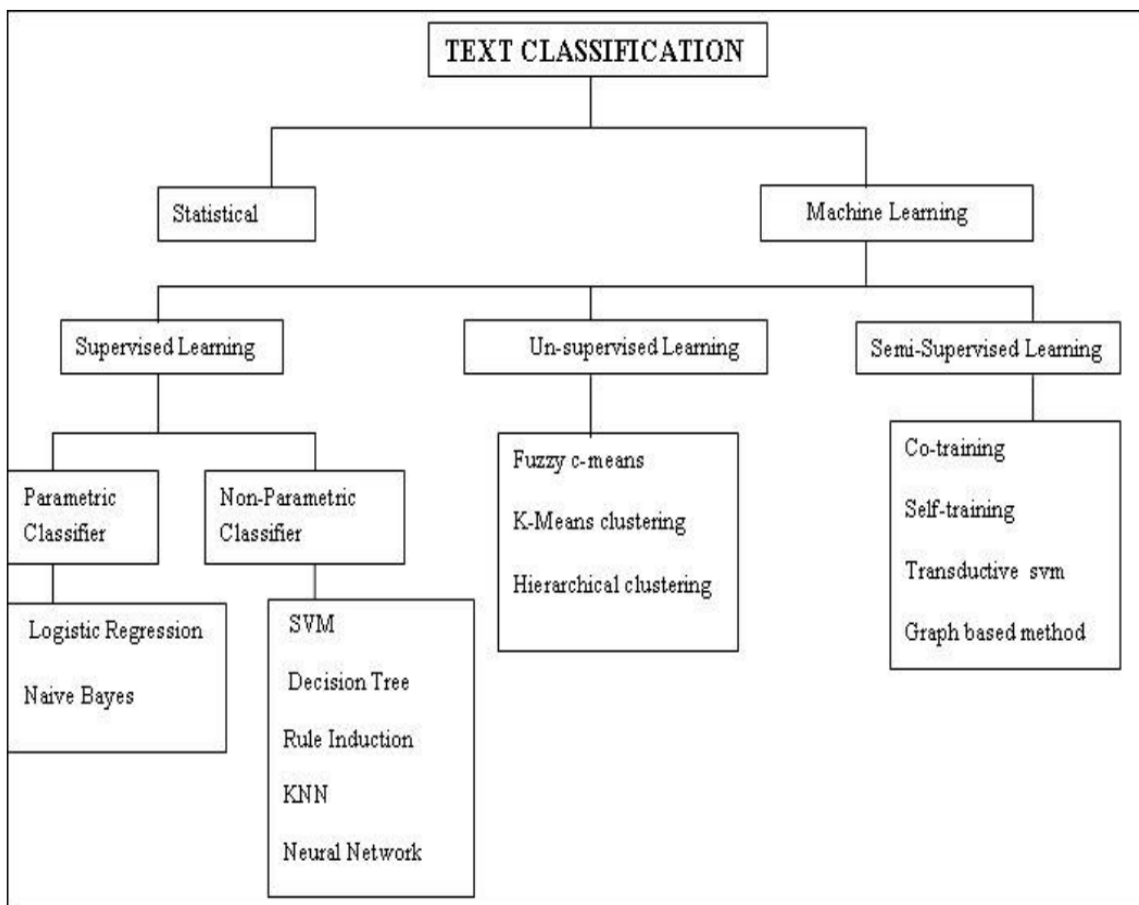 TEXT CLASSIFICATION
Statistical
Machine Learning
Supervised Learning
Un-supervised Learning
Semi-Supervised Learning
Parametric
Classifier
Non-Parametric
Classifier
Logistic Regression
Naive Bayes
SVM
Decision Tree
Rule Induction
KNN
Neural Network
Fuzzy c-means
K-Means clustering
Hierarchical clustering
Co-training
Self-training
Transductive svm
Graph based method